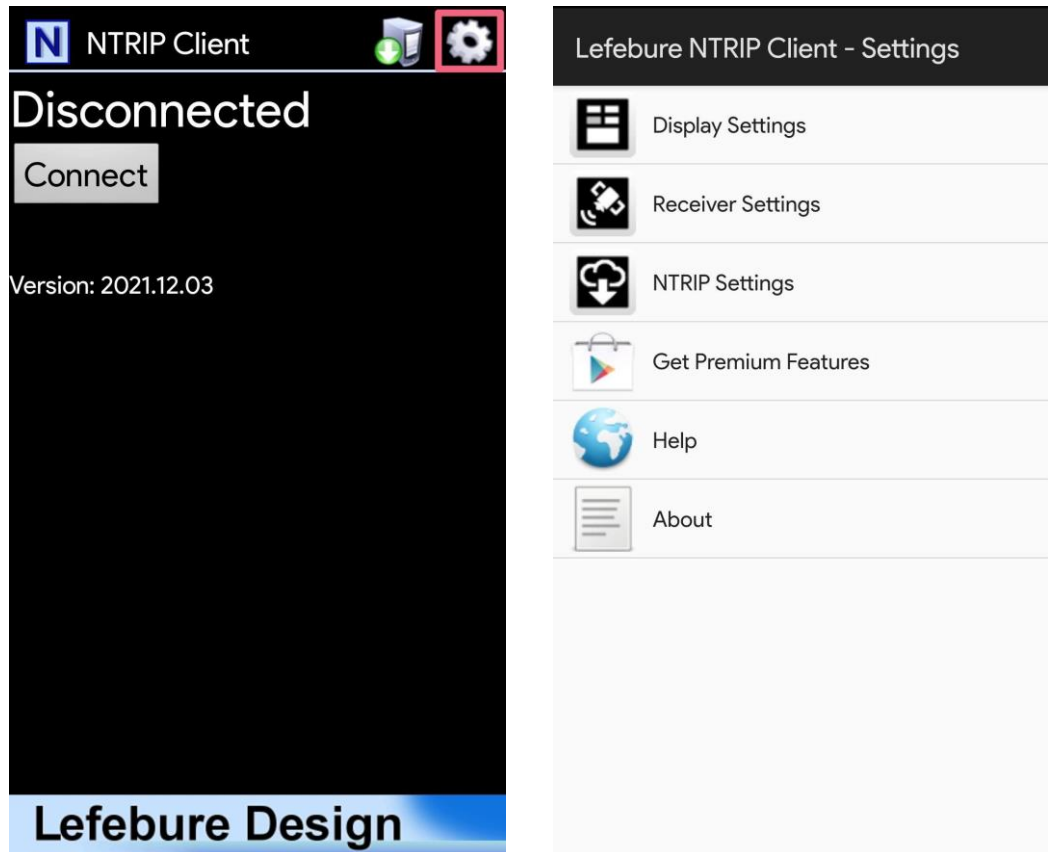 N NTRIP Client
Disconnected
Connect
Version: 2021.12.03
Lefebure Design
Lefebure NTRIP Client - Settings
Display Settings
Receiver Settings
NTRIP Settings
Get Premium Features
Help
About